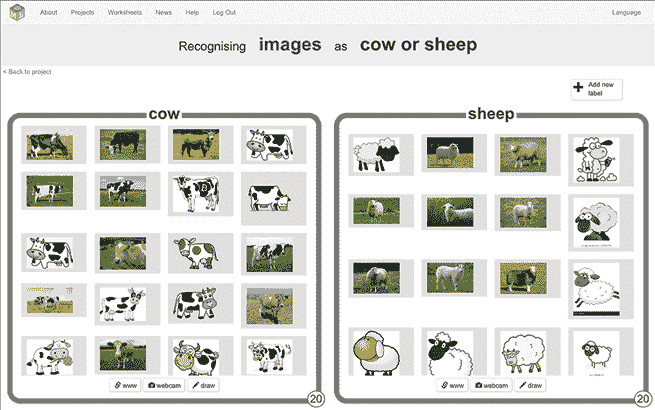 About Projects Worksheets News Help Log Out Language
Recognising images as cow or sheep
< Back to project
Add new
label
cow
sheep
www webcam draw
20
www webcam draw
20